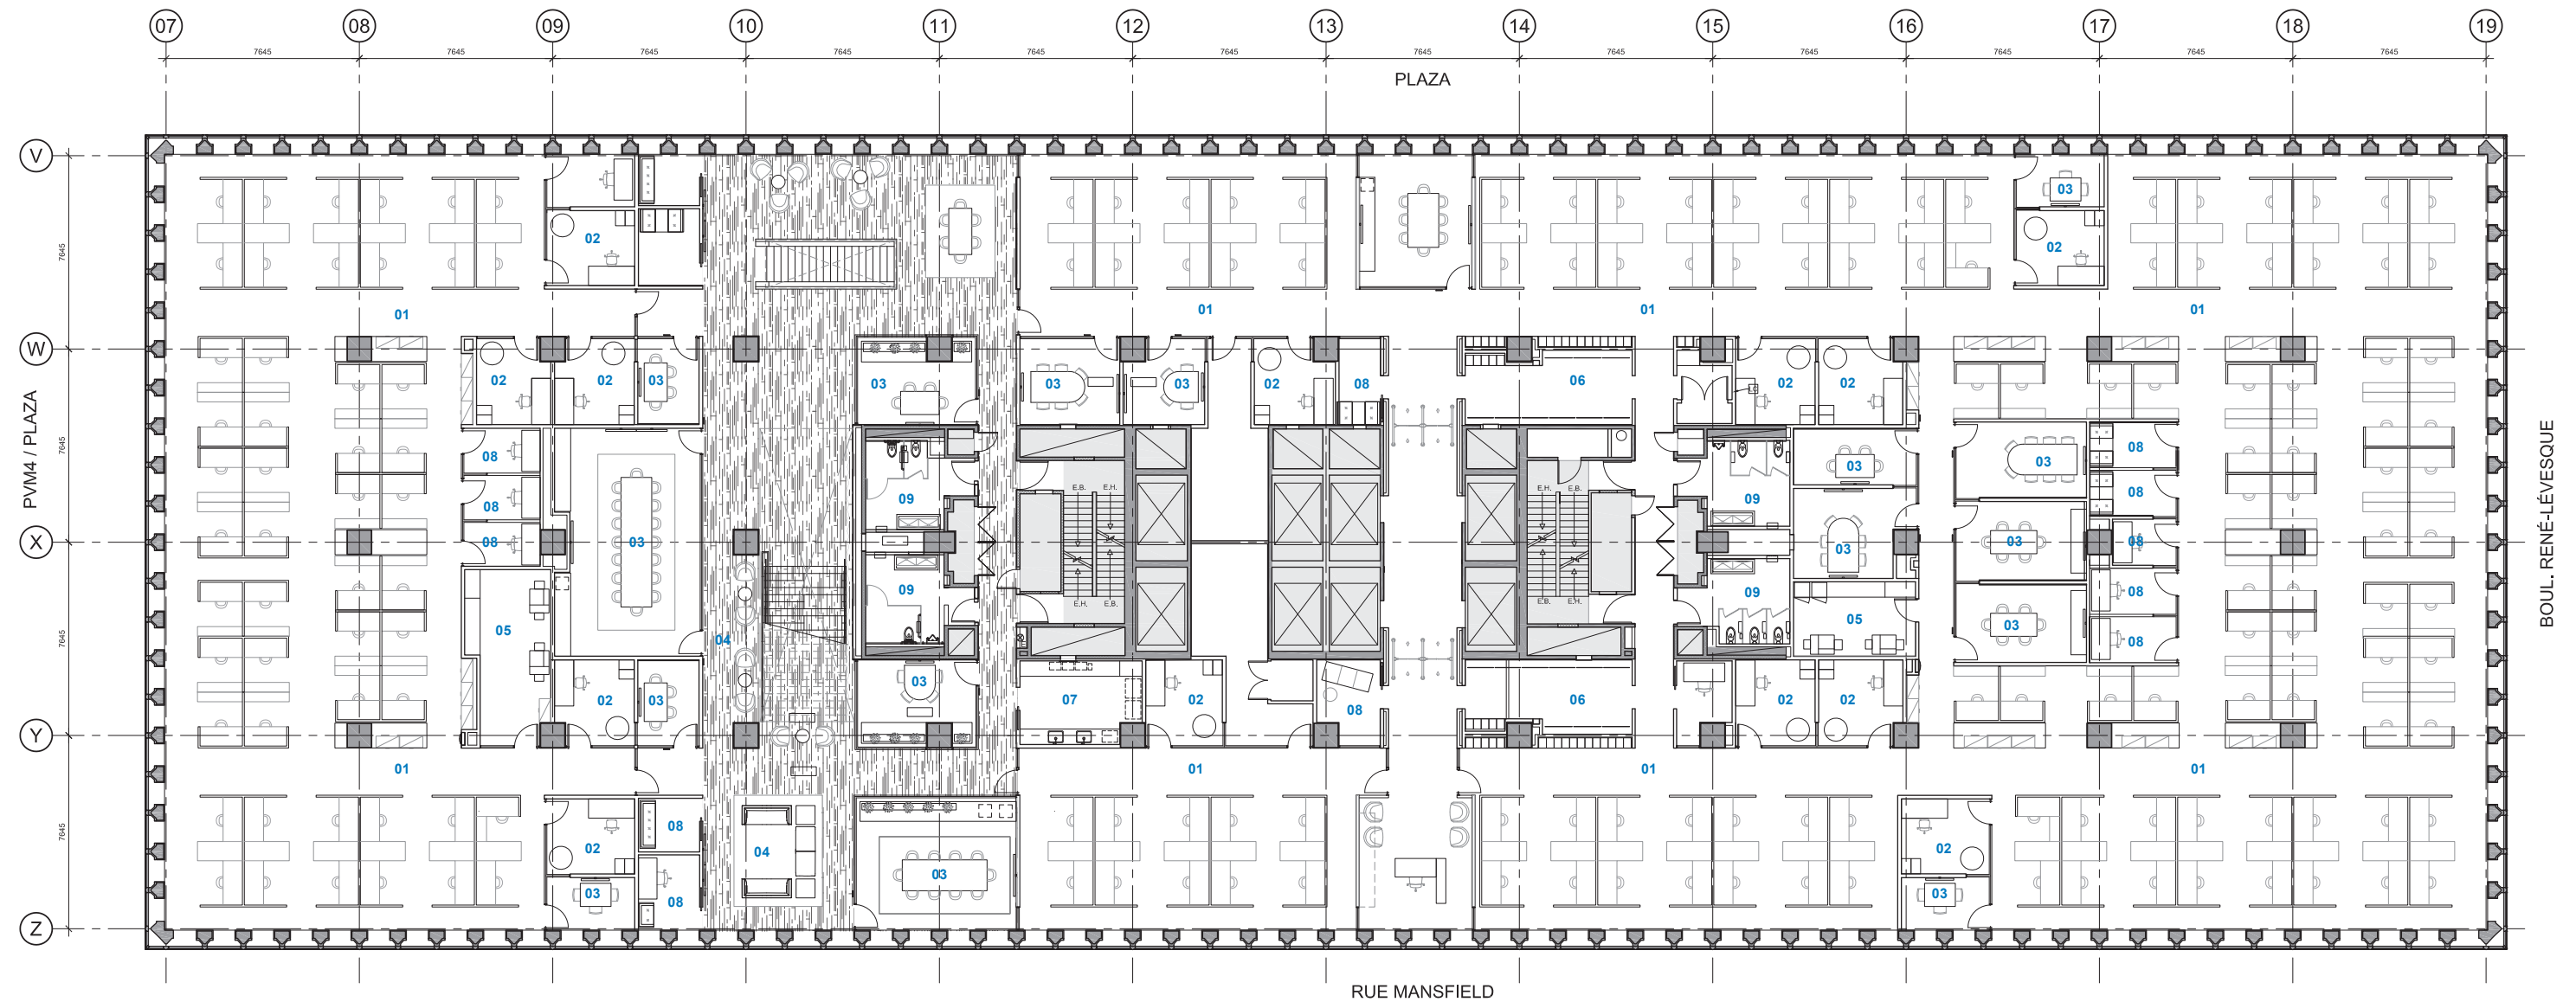 07 08 09 10 11 12 13 14 15 16 17 18 19
7645 7645 7645 7645 7645 7645 7645 7645 7645 7645 7645 7645
PLAZA
V
03
02 02
7645
01 01 01 01
W
02 02 03 03 03 03 02 08 06 02 02
PVM4 / PLAZA
7645
08 08
03 03
08 09 09 08
E.B. E.H. E.H. E.B.
08
X
08 03 03 03 08
09 09 08
E.H. E.B. E.B. E.H.
05 05 03
04 08
7645
BOUL. RENÉ-LÉVESQUE
02 03 03 07 02 08 06 02 02
Y
01 01 01 01
7645
02 08 04 02
03 08 03 03
Z
RUE MANSFIELD